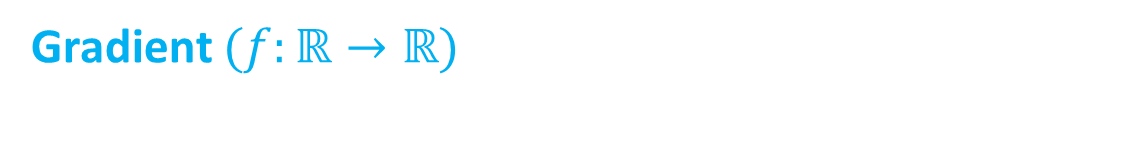 Gradient (𝑓: ℝ → ℝ)